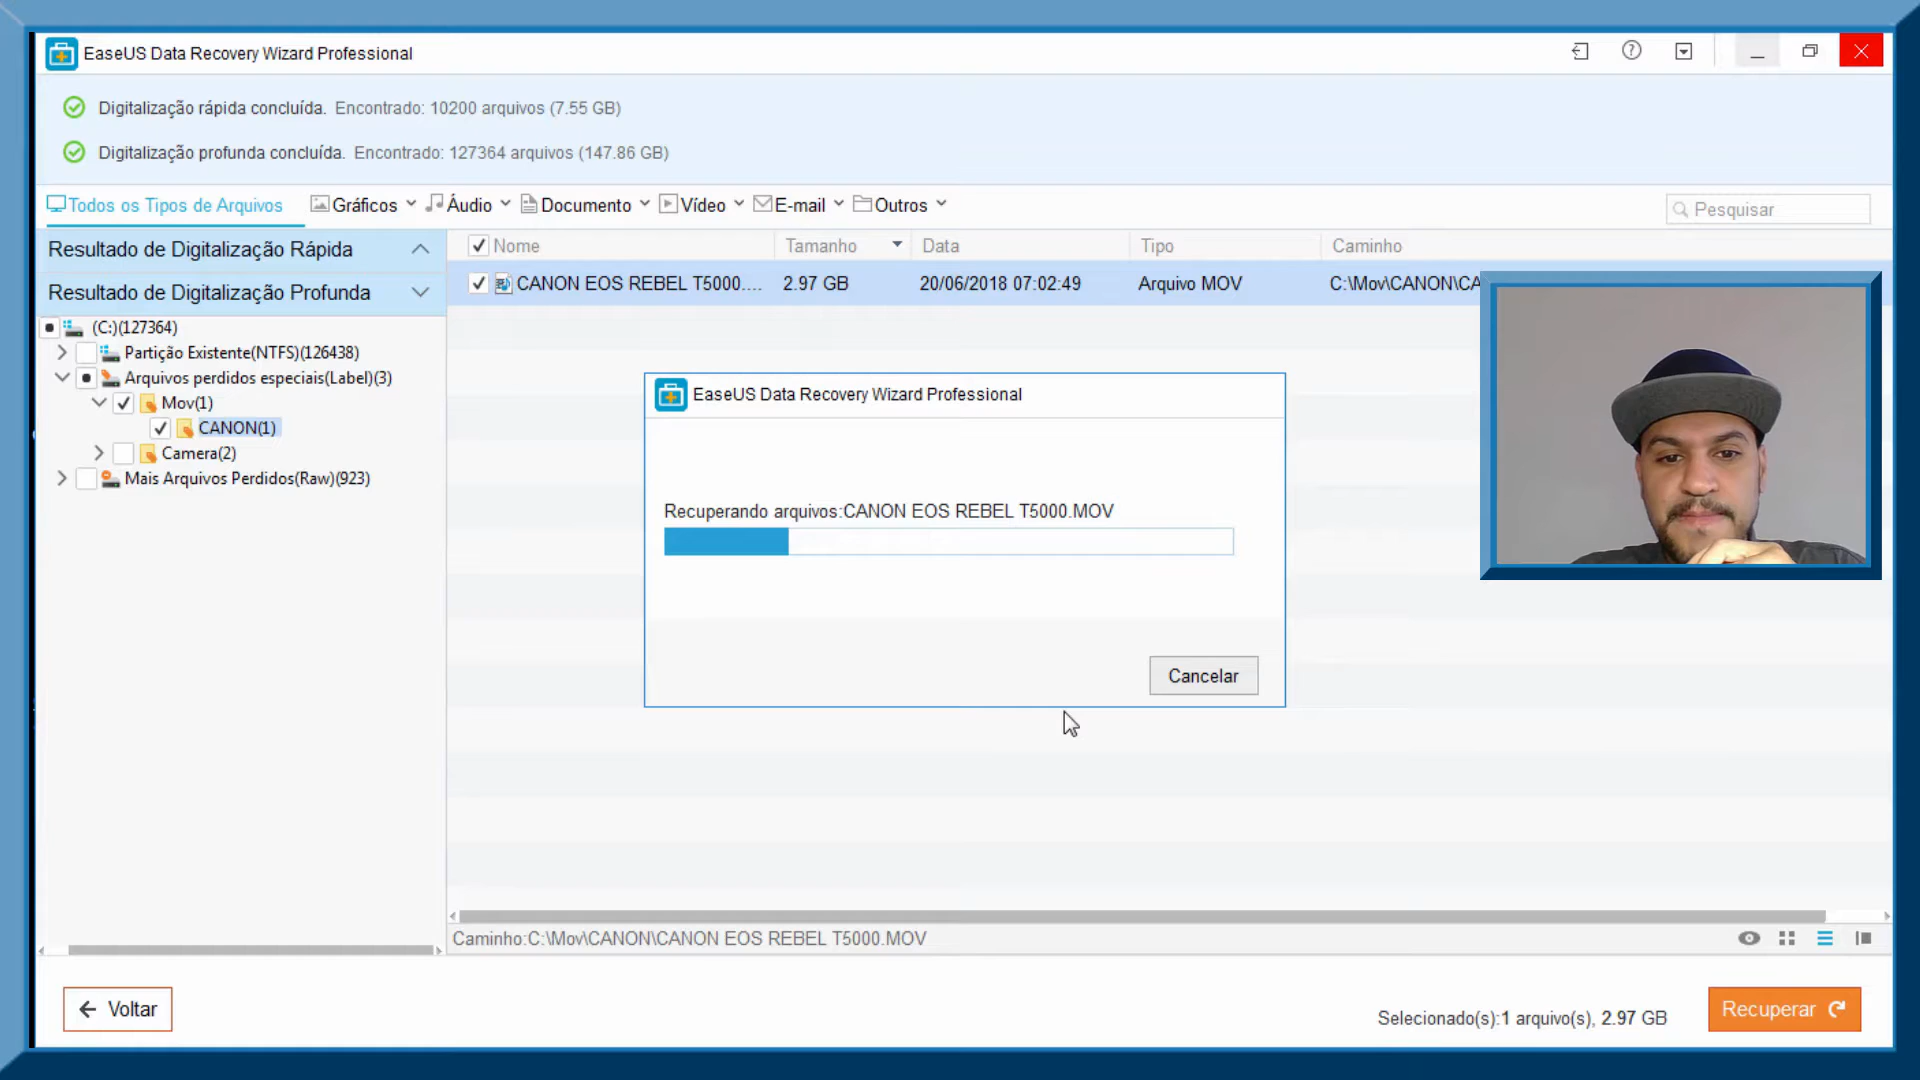 EaseUS Data Recovery Wizard Professional
Digitalização rápida concluída. Encontrado: 10200 arquivos (7.55 GB)
Digitalização profunda concluída. Encontrado: 127364 arquivos (147.86 GB)
Todos os Tipos de Arquivos Gráficos Áudio Documento Vídeo E-mail Outros Pesquisar
Resultado de Digitalização Rápida
Resultado de Digitalização Profunda
(C:)(127364)
Partição Existente(NTFS)(126438)
Arquivos perdidos especiais(Label)(3)
Mov(1)
CANON(1)
Camera(2)
Mais Arquivos Perdidos(Raw)(923)
Nome Tamanho Data Tipo Caminho
CANON EOS REBEL T5000.... 2.97 GB 20/06/2018 07:02:49 Arquivo MOV C:\Mov\CANON\CA
EaseUS Data Recovery Wizard Professional
Recuperando arquivos:CANON EOS REBEL T5000.MOV
Cancelar
Caminho:C:\Mov\CANON\CANON EOS REBEL T5000.MOV
Voltar
Selecionado(s):1 arquivo(s), 2.97 GB
Recuperar